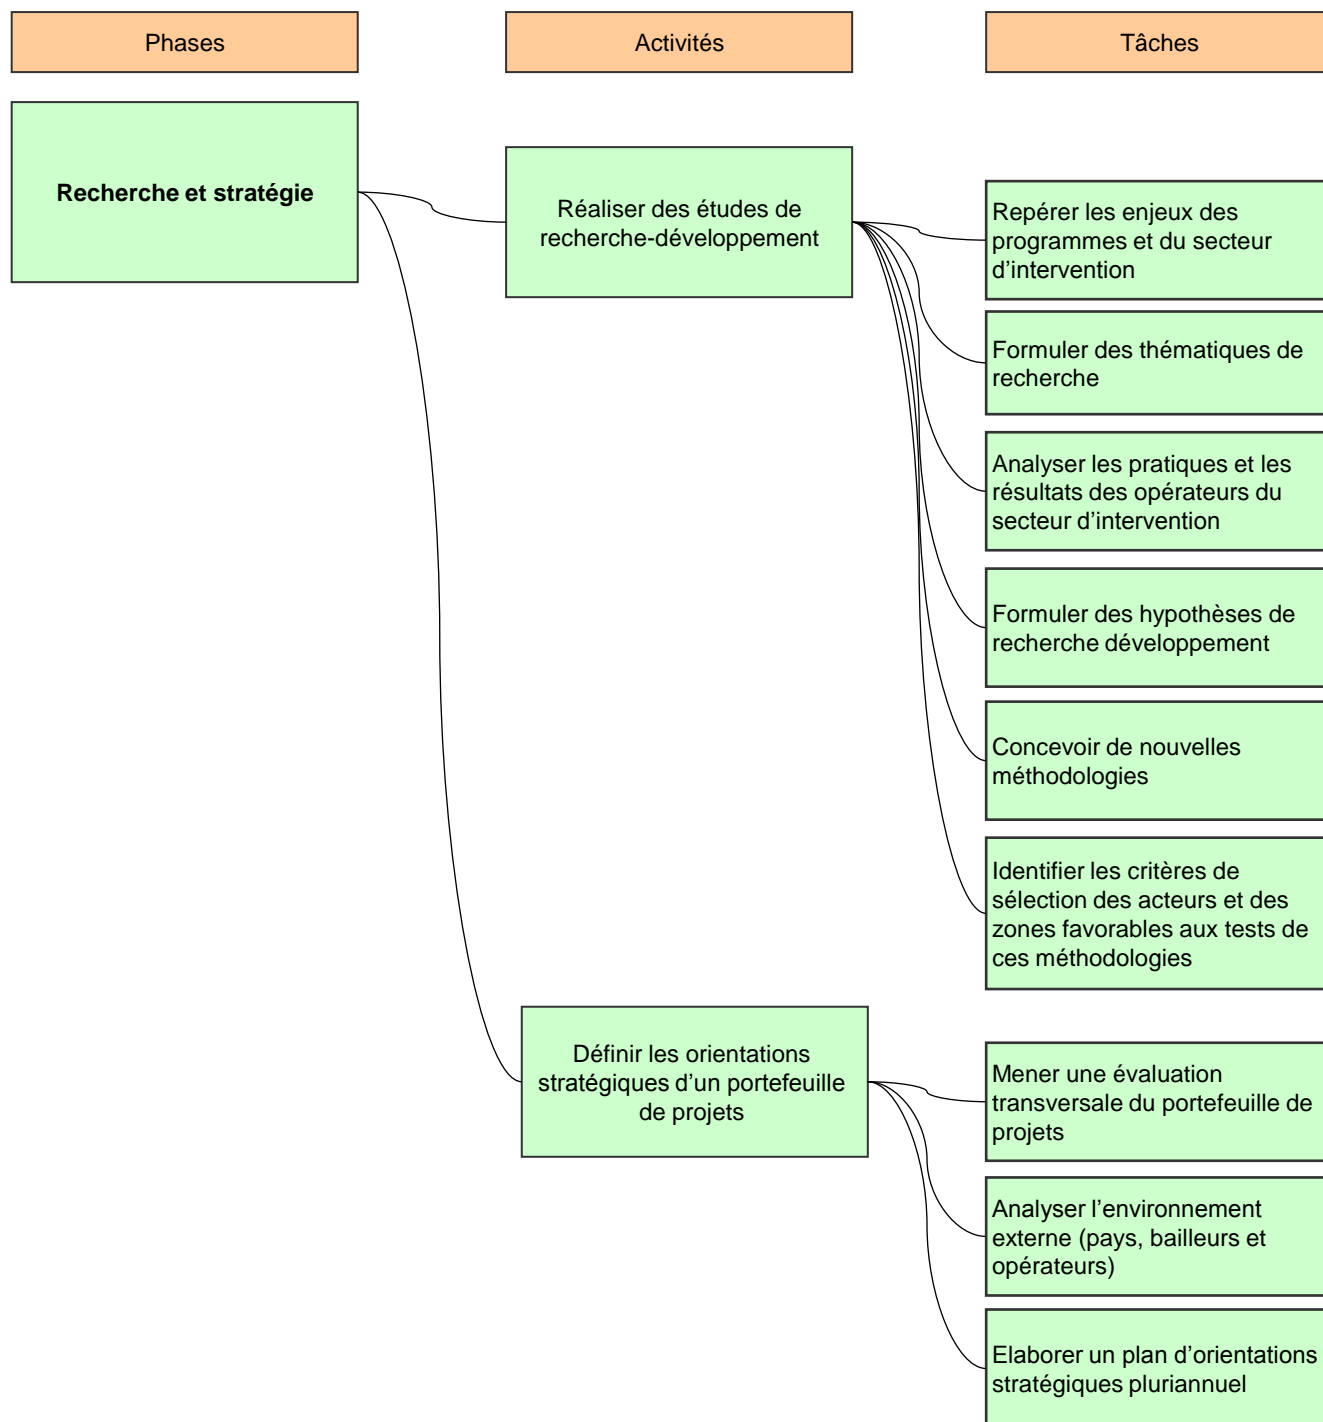 Phases
Activités
Tâches
Recherche et stratégie
Réaliser des études de
recherche-développement
Repérer les enjeux des
programmes et du secteur
d’intervention
Formuler des thématiques de
recherche
Analyser les pratiques et les
résultats des opérateurs du
secteur d’intervention
Formuler des hypothèses de
recherche développement
Concevoir de nouvelles
méthodologies
Identifier les critères de
sélection des acteurs et des
zones favorables aux tests de
ces méthodologies
Définir les orientations
stratégiques d’un portefeuille
de projets
Mener une évaluation
transversale du portefeuille de
projets
Analyser l’environnement
externe (pays, bailleurs et
opérateurs)
Elaborer un plan d’orientations
stratégiques pluriannuel